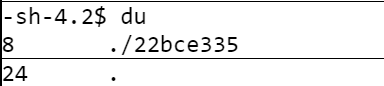 -sh-4.2$ du
8       ./22bce335
24      .